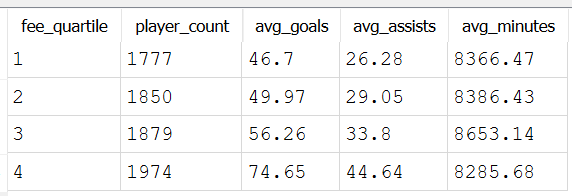 fee_quartile player_count avg_goals avg_assists avg_minutes
1 1777 46.7 26.28 8366.47
2 1850 49.97 29.05 8386.43
3 1879 56.26 33.8 8653.14
4 1974 74.65 44.64 8285.68